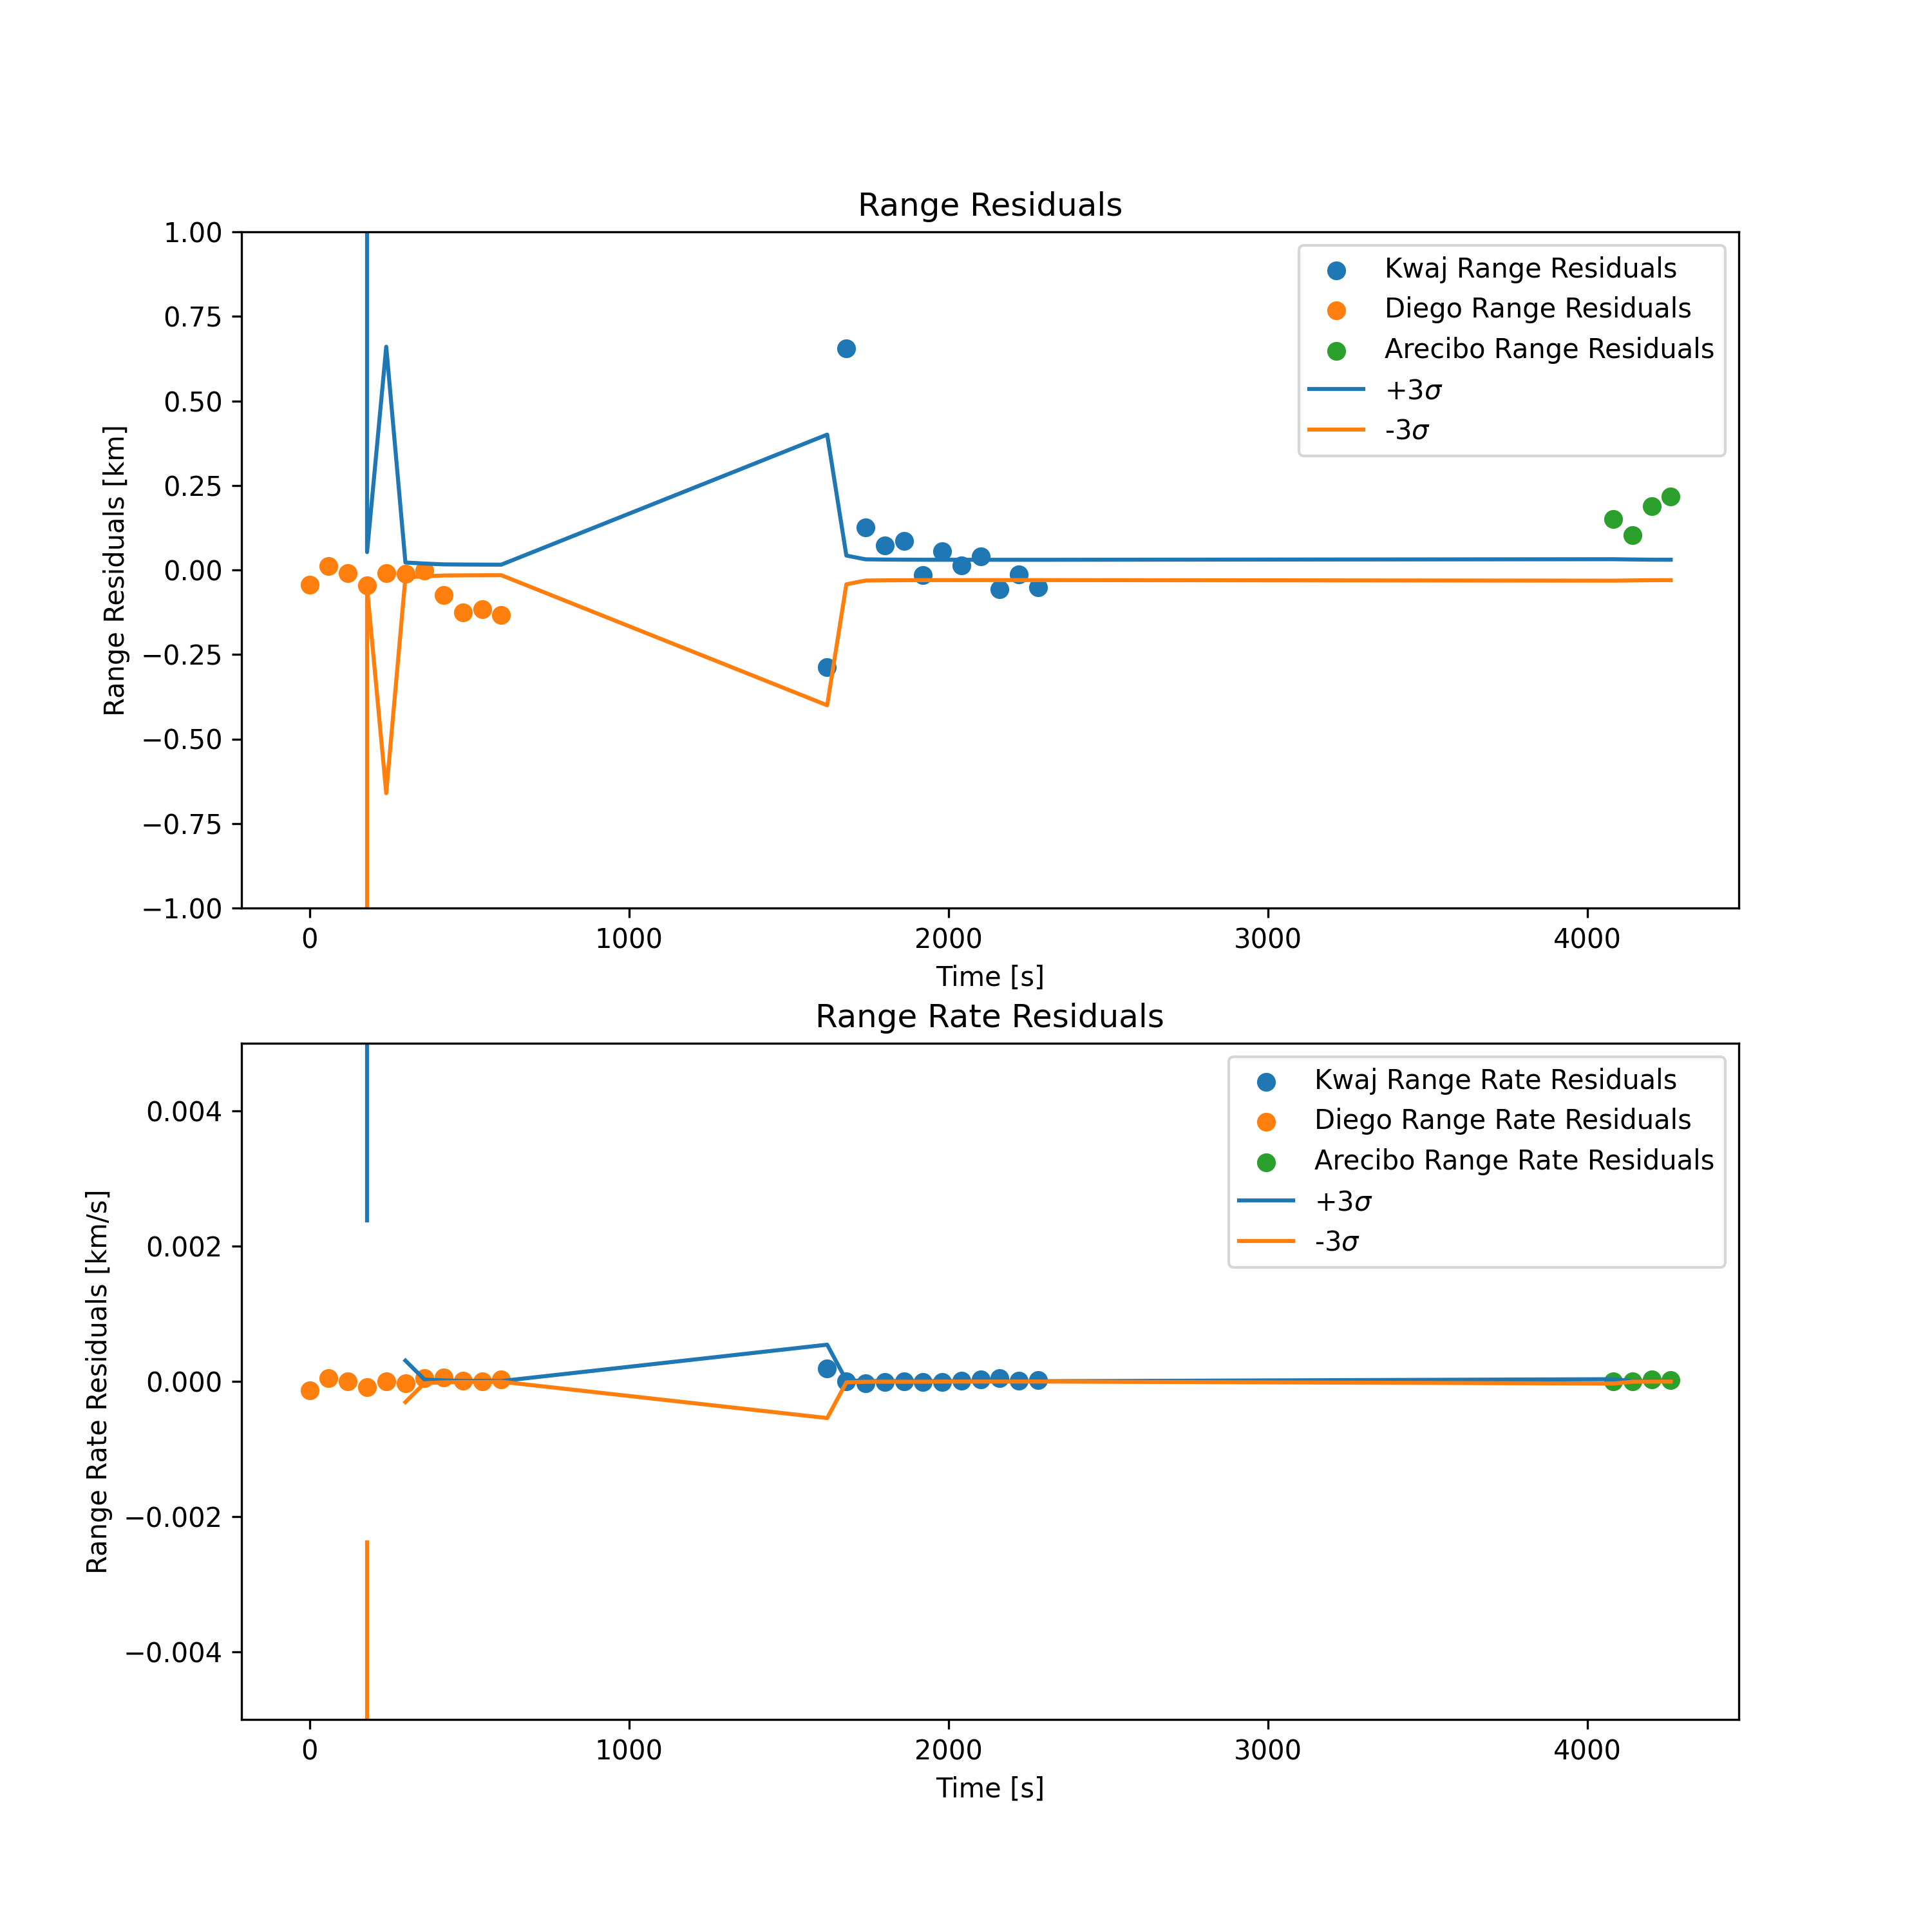 Range Residuals
1.00
0.75
0.50
0.25
0.00
−0.25
−0.50
−0.75
−1.00
Range Residuals [km]
Kwaj Range Residuals
Diego Range Residuals
Arecibo Range Residuals
+3σ
-3σ
0 1000 2000 3000 4000
Time [s]
Range Rate Residuals
0.004
0.002
0.000
−0.002
−0.004
Range Rate Residuals [km/s]
Kwaj Range Rate Residuals
Diego Range Rate Residuals
Arecibo Range Rate Residuals
+3σ
-3σ
0 1000 2000 3000 4000
Time [s]